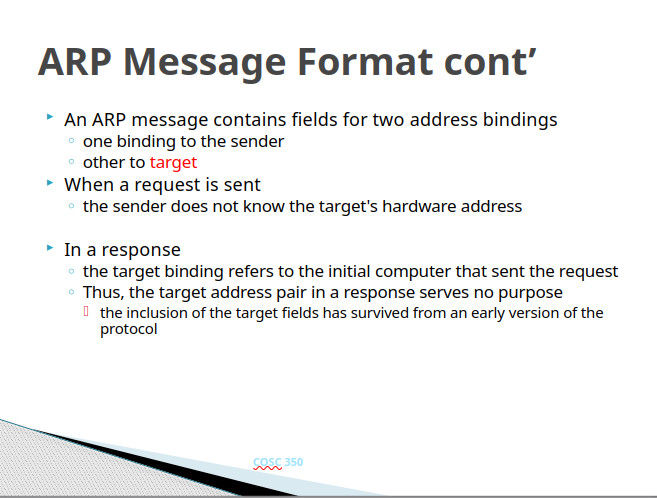 ARP Message Format cont’
An ARP message contains fields for two address bindings
one binding to the sender
other to target
When a request is sent
the sender does not know the target's hardware address
In a response
the target binding refers to the initial computer that sent the request
Thus, the target address pair in a response serves no purpose
the inclusion of the target fields has survived from an early version of the
protocol
COSC 350